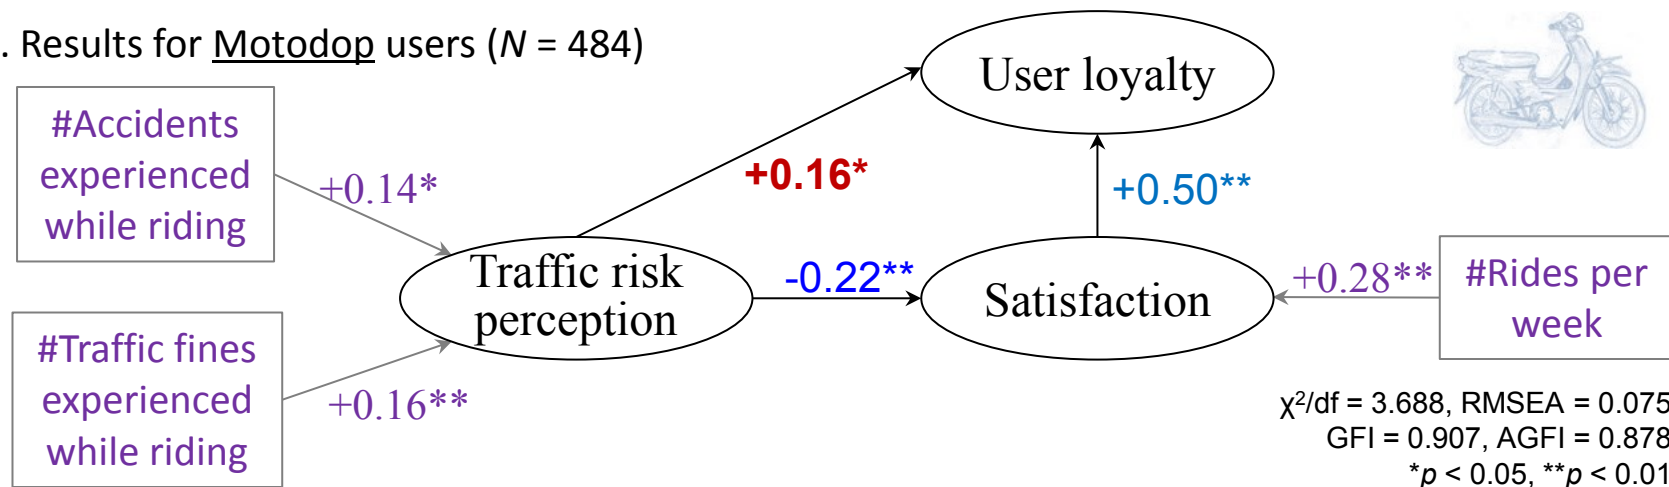 . Results for Motodop users (N = 484)
User loyalty
#Accidents
experienced
while riding
+0.14*
+0.16*
+0.50**
Traffic risk
perception
-0.22**
Satisfaction
+0.28**
#Rides per
week
#Traffic fines
experienced
while riding
+0.16**
χ²/df = 3.688, RMSEA = 0.075
GFI = 0.907, AGFI = 0.878
*p < 0.05, **p < 0.01